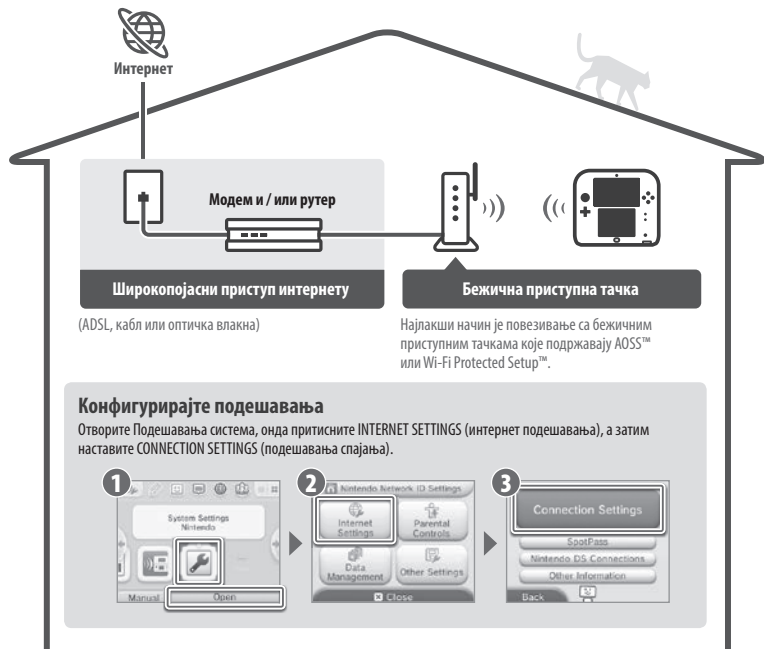 Интернет
Модем и / или рутер
Широкопојасни приступ интернету
(ADSL, кабл или оптичка влакна)
Бежична приступна тачка
Најлакши начин је повезивање са бежичним
приступним тачкама које подржавају AOSS™
или Wi-Fi Protected Setup™.
Конфигурирајте подешавања
Отворите Подешавања система, онда притисните INTERNET SETTINGS (интернет подешавања), а затим
наставите CONNECTION SETTINGS (подешавања спајања).
1
System Settings
Nintendo
Manual
Open
2
Nintendo Network ID Settings
Internet
Settings
Parental
Controls
Data
Management
Other Settings
X Close
3
Connection Settings
SpotPass
Nintendo DS Connections
Other Information
Back